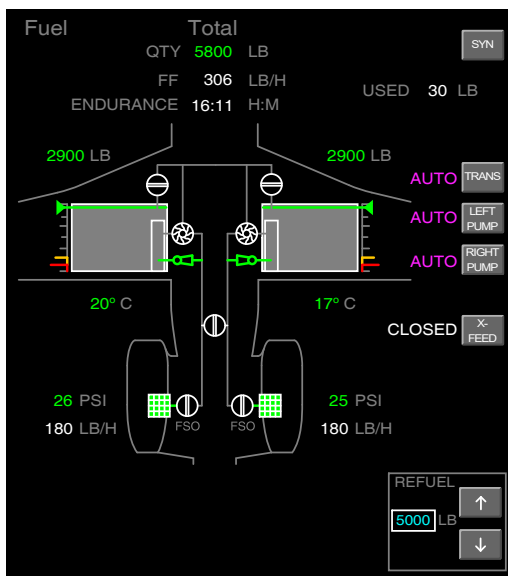 Fuel
Total
QTY 5800 LB
SYN
FF 306 LB/H
USED 30 LB
ENDURANCE 16:11 H:M
2900 LB
2900 LB
AUTO TRANS
AUTO LEFT PUMP
AUTO RIGHT PUMP
20º C
17º C
CLOSED X-FEED
26 PSI
25 PSI
180 LB/H
FSO
FSO
180 LB/H
REFUEL
↑
5000 LB
↓